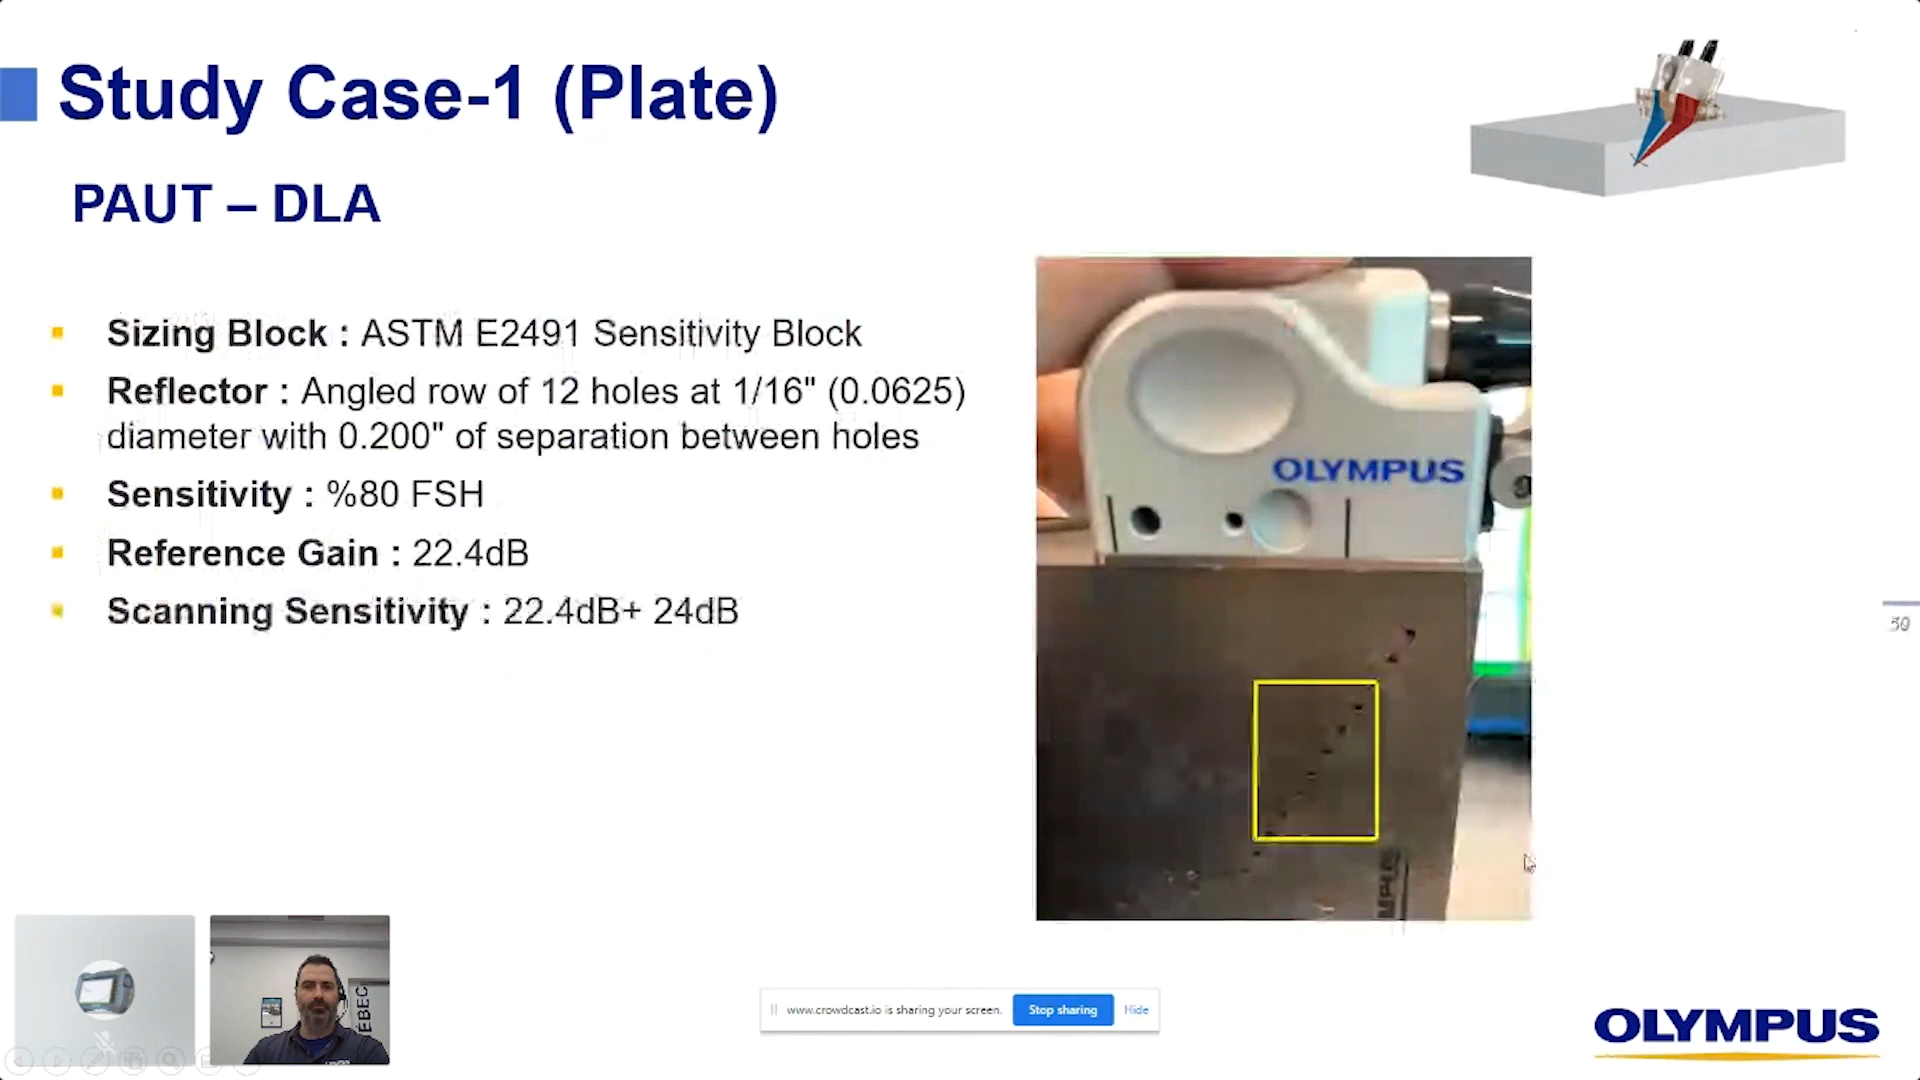 Study Case-1 (Plate)
PAUT – DLA
Sizing Block : ASTM E2491 Sensitivity Block
Reflector : Angled row of 12 holes at 1/16" (0.0625)
diameter with 0.200" of separation between holes
Sensitivity : %80 FSH
Reference Gain : 22.4dB
Scanning Sensitivity : 22.4dB+ 24dB
OLYMPUS
50
ÉBEC
www.crowdcast.io is sharing your screen.
Stop sharing
Hide
OLYMPUS